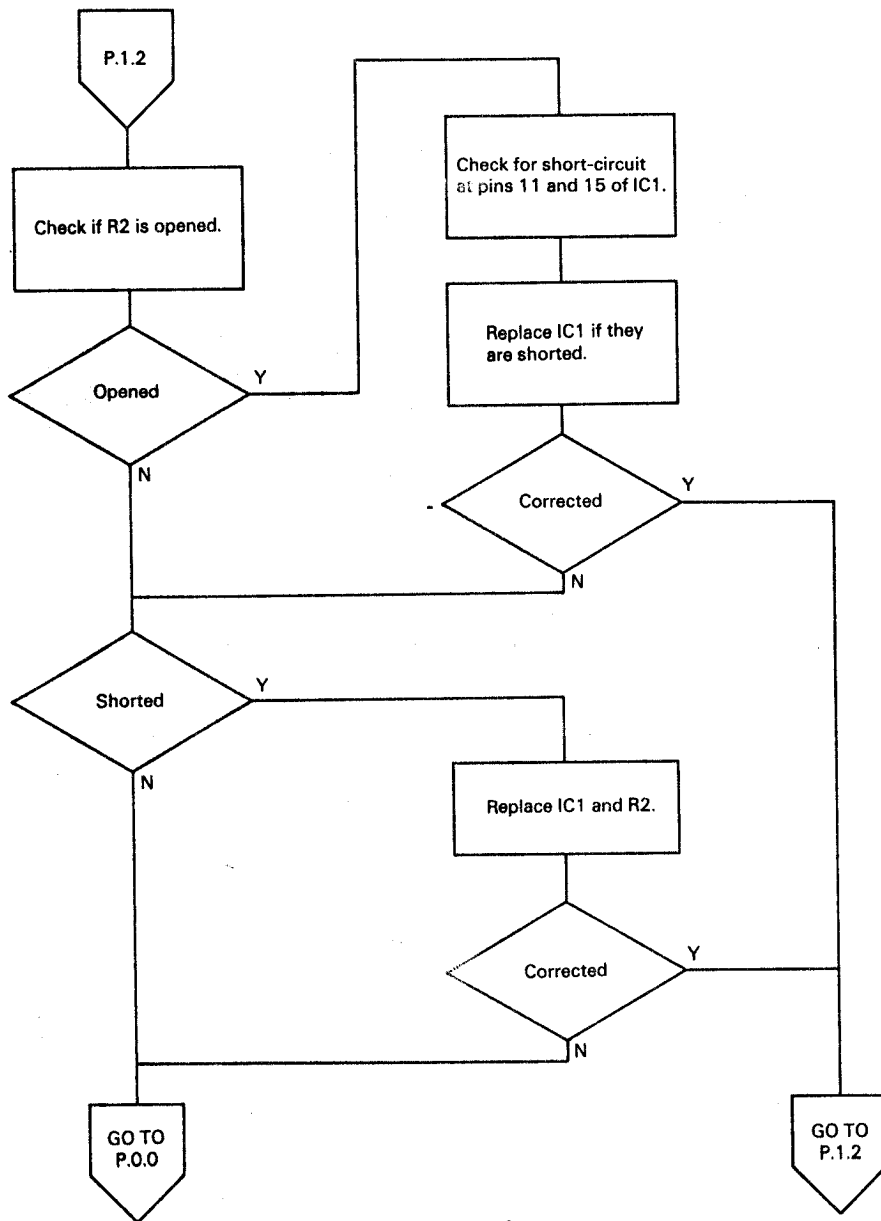 P.1.2
Check if R2 is opened.
Opened
Y
N
Check for short-circuit
at pins 11 and 15 of IC1.
Replace IC1 if they
are shorted.
Corrected
Y
N
Shorted
Y
N
Replace IC1 and R2.
Corrected
Y
N
GO TO
P.0.0
GO TO
P.1.2